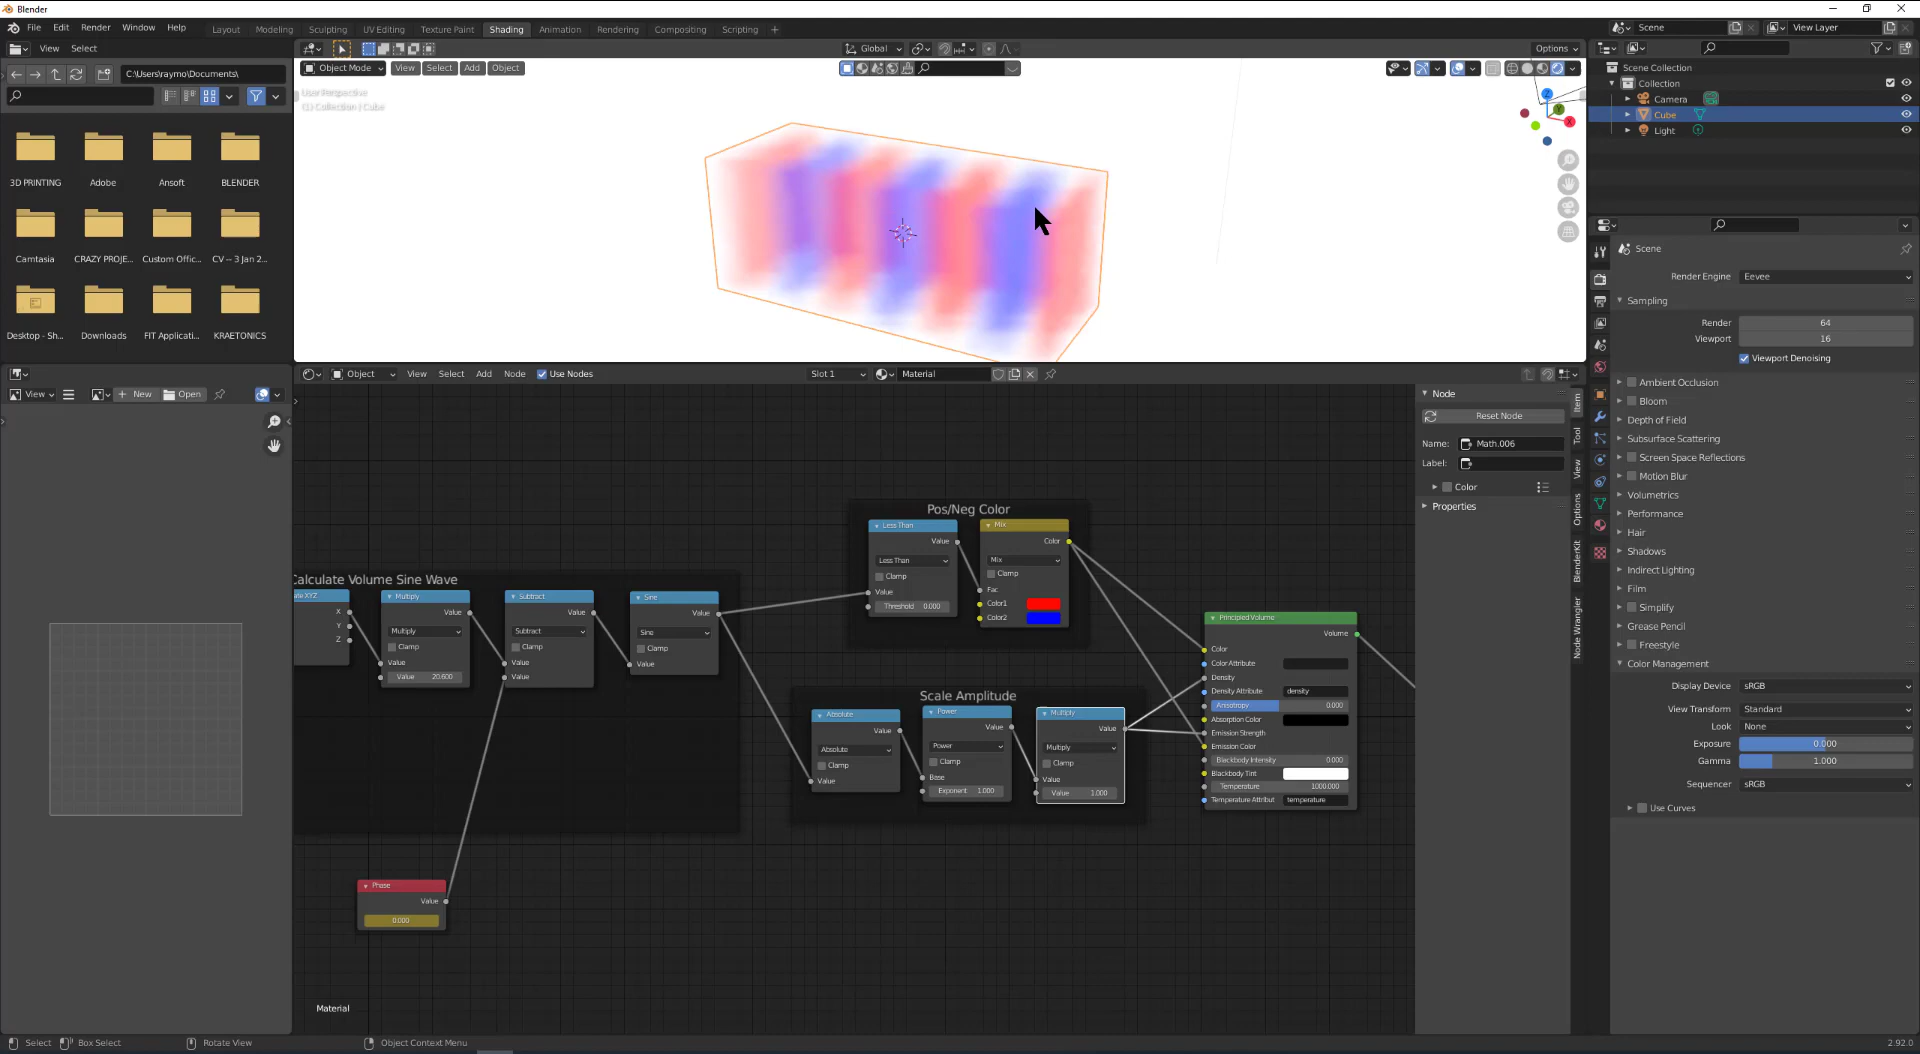 Blender
File Edit Render Window Help
Layout Modeling Sculpting UV Editing Texture Paint Shading Animation Rendering Compositing Scripting +
Scene
View Layer
View Select
Global
Options
C:\Users\raymo\Documents\
Object Mode View Select Add Object
User Perspective
(1) Collection | Cube
Z
Y
X
3D PRINTING Adobe Ansoft BLENDER
Camtasia CRAZY PROJE... Custom Offic... CV -- 3 Jan 2...
Desktop - Sh... Downloads FIT Applicati... KRAETONICS
Scene Collection
Collection
Camera
Cube
Light
Scene
Render Engine Eevee
Sampling
Render 64
Viewport 16
Viewport Denoising
Ambient Occlusion
Bloom
Depth of Field
Subsurface Scattering
Screen Space Reflections
Motion Blur
Volumetrics
Performance
Hair
Shadows
Indirect Lighting
Film
Simplify
Grease Pencil
Freestyle
Color Management
Display Device sRGB
View Transform Standard
Look None
Exposure 0.000
Gamma 1.000
Sequencer sRGB
Use Curves
View New Open
Object View Select Add Node Use Nodes Slot 1 Material
Node
Reset Node
Name: Math.006
Label:
Color
Properties
Item
Tool
View
Options
BlenderKit
Node Wrangler
Calculate Volume Sine Wave
ate XYZ
X
Y
Z
Multiply
Value
Multiply
Clamp
Value
Value 20.600
Subtract
Value
Subtract
Clamp
Value
Value
Sine
Value
Sine
Clamp
Value
Phase
Value
0.000
Pos/Neg Color
Less Than
Value
Less Than
Clamp
Value
Threshold 0.000
Mix
Color
Mix
Clamp
Fac
Color1
Color2
Scale Amplitude
Absolute
Value
Absolute
Clamp
Value
Power
Value
Power
Clamp
Base
Exponent 1.000
Multiply
Value
Multiply
Clamp
Value
Value 1.000
Principled Volume
Volume
Color
Color Attribute
Density
Density Attribute density
Anisotropy 0.000
Absorption Color
Emission Strength
Emission Color
Blackbody Intensity 0.000
Blackbody Tint
Temperature 1000.000
Temperature Attribut temperature
Material
Select Box Select Rotate View Object Context Menu 2.92.0